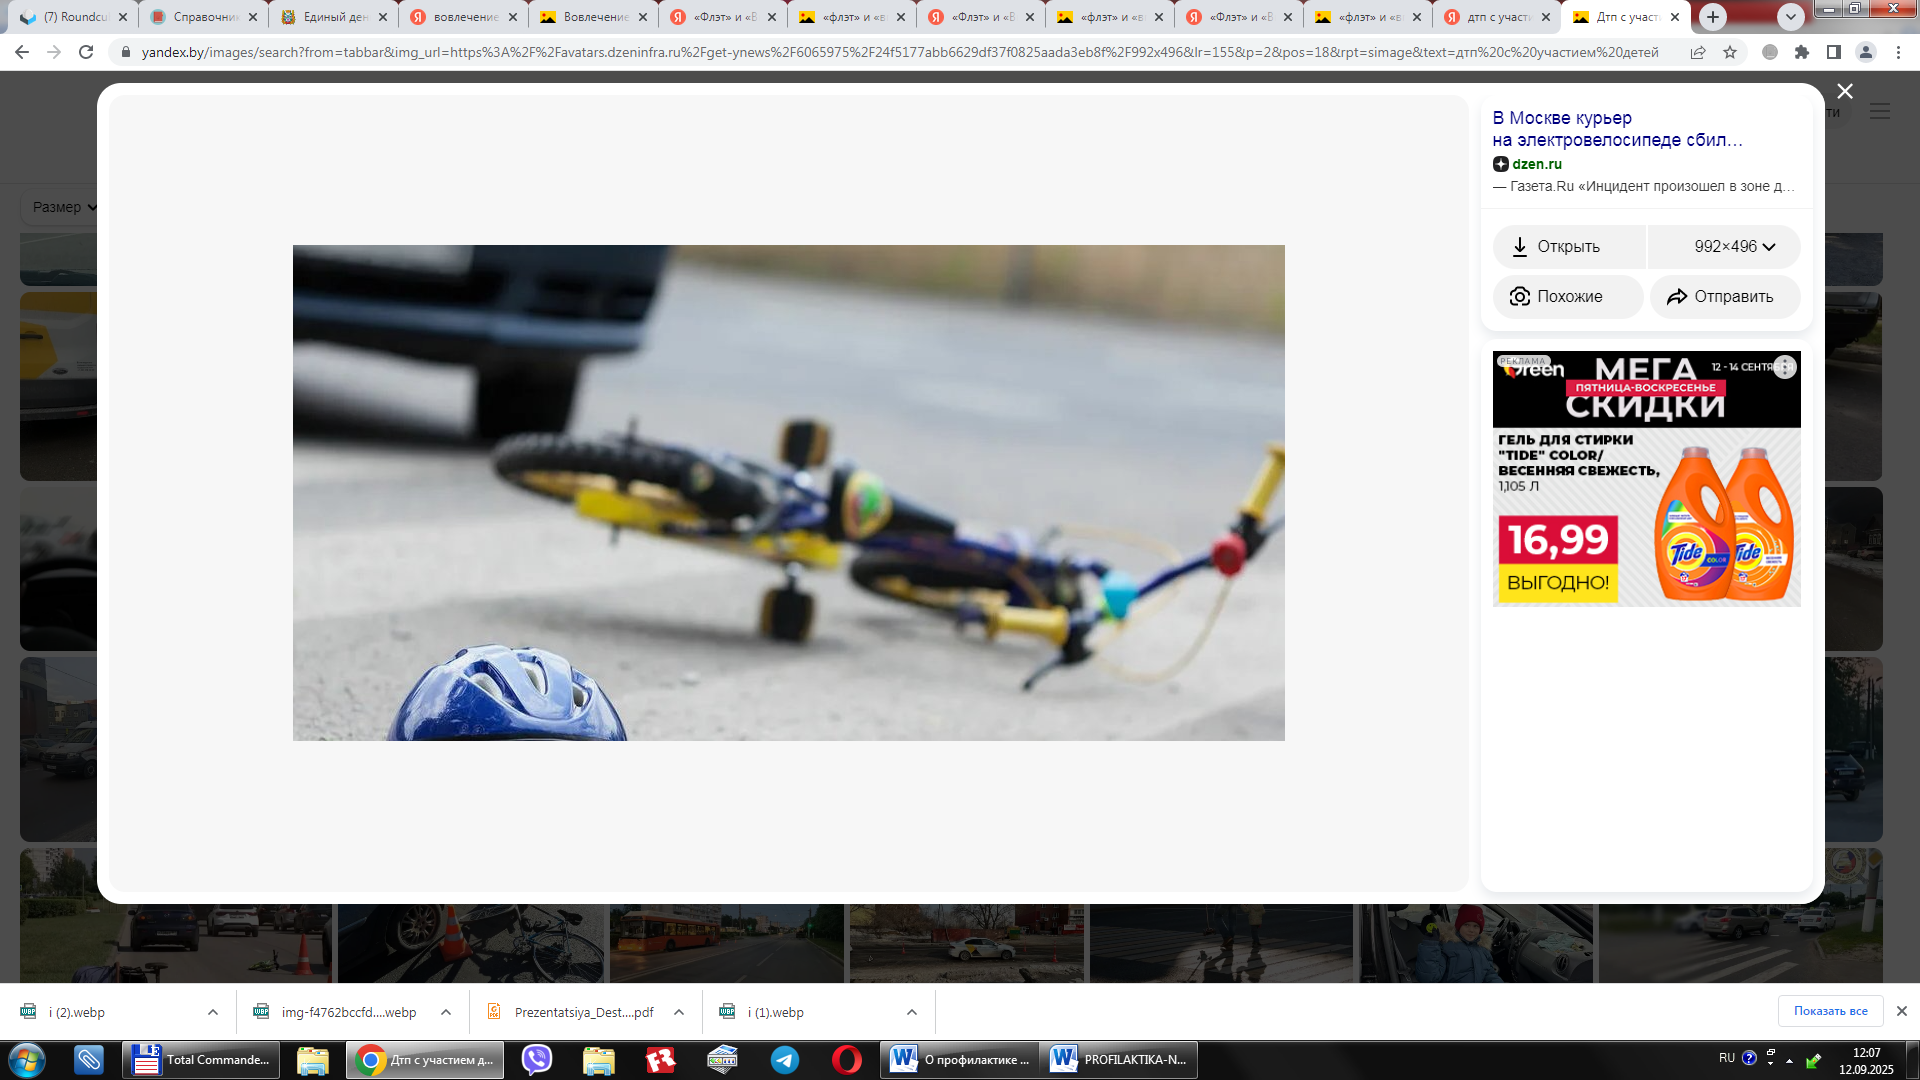 (7) Roundcu
Справочник
Единый ден
вовлечение
Вовлечение
«Флэт» и «В
«флэт» и «в
«Флэт» и «В
«флэт» и «в
«Флэт» и «В
«флэт» и «в
дтп с участи
Дтп с участ
yandex.by/images/search?from=tabbar&img_url=https%3A%2F%2Favatars.dzeninfra.ru%2Fget-ynews%2F6065975%2F24f5177abb6629df37f0825aada3eb8f%2F992x496&lr=155&p=2&pos=18&rpt=simage&text=дтп%20с%20участием%20детей
Размер
ти
В Москве курьер
на электровелосипеде сбил…
dzen.ru
— Газета.Ru «Инцидент произошел в зоне д…
Открыть
992×496
Похожие
Отправить
РЕКЛАМА
Green
МЕГА
12 - 14 СЕНТЯБРЯ
ПЯТНИЦА-ВОСКРЕСЕНЬЕ
СКИДКИ
ГЕЛЬ ДЛЯ СТИРКИ
"TIDE" COLOR/
ВЕСЕННЯЯ СВЕЖЕСТЬ,
1,105 Л
16,99
ВЫГОДНО!
Tide
COLOR
Tide
i (2).webp
img-f4762bccfd....webp
Prezentatsiya_Dest....pdf
i (1).webp
Показать все
Total Commande...
Дтп с участием д...
О профилактике ...
PROFILAKTIKA-N...
RU
12:07
12.09.2025